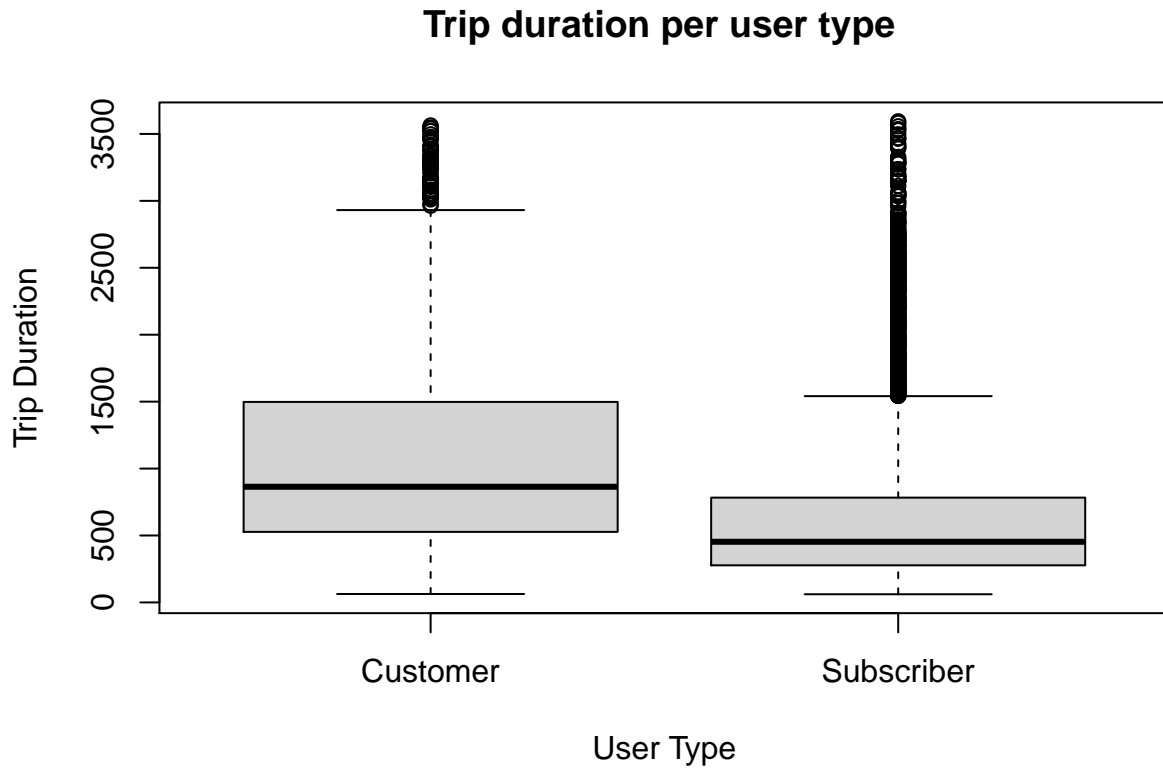 Trip duration per user type
3500
2500
1500
500
0
Trip Duration
Customer Subscriber
User Type